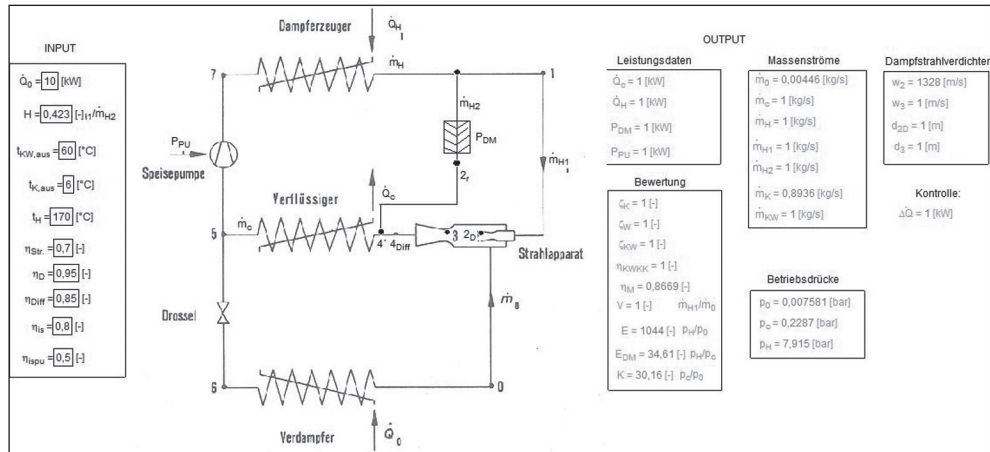 INPUT
Q̇₀ = 10 [kW]
H = 0,423 [-] ı1/ṁH2
tKW,aus = 60 [°C]
tK,aus = 6 [°C]
tH = 170 [°C]
ηStr. = 0,7 [-]
ηD = 0,95 [-]
ηDiff = 0,85 [-]
ηis = 0,8 [-]
ηispu = 0,5 [-]
Dampferzeuger
Q̇H
7
ṁH
1
ṁH2
PDM
PPU
Speisepumpe
2r
ṁH1
Verflüssiger
Q̇c
5
ṁc
4'
4Diff
3
2D
Strahlapparat
Drossel
6
0
Verdampfer
Q̇0
OUTPUT
Leistungsdaten
Q̇c = 1 [kW]
Q̇H = 1 [kW]
PDM = 1 [kW]
PPU = 1 [kW]
Massenströme
ṁ0 = 0,00446 [kg/s]
ṁc = 1 [kg/s]
ṁH = 1 [kg/s]
ṁH1 = 1 [kg/s]
ṁH2 = 1 [kg/s]
ṁK = 0,8936 [kg/s]
ṁKW = 1 [kg/s]
Dampfstrahlverdichter
w2 = 1328 [m/s]
w3 = 1 [m/s]
d2D = 1 [m]
d3 = 1 [m]
Kontrolle:
ΔQ̇ = 1 [kW]
Bewertung
ζK = 1 [-]
ζW = 1 [-]
ζKW = 1 [-]
ηKWKK = 1 [-]
ηM = 0,8669 [-]
V = 1 [-] ṁH1/ṁ0
E = 1044 [-] pH/p0
EDM = 34,61 [-] pH/pc
K = 30,16 [-] pc/p0
Betriebsdrücke
p0 = 0,007581 [bar]
pc = 0,2287 [bar]
pH = 7,915 [bar]